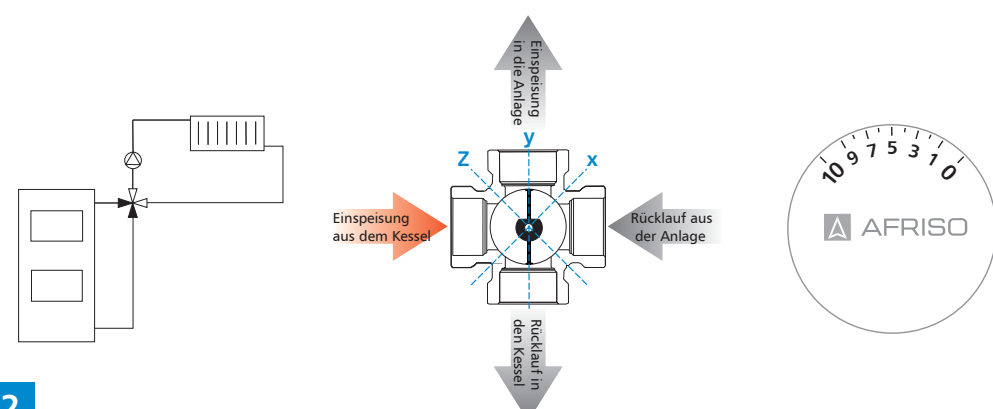 Einspeisung
in die Anlage
y
Z
x
Einspeisung
aus dem Kessel
Rücklauf aus
der Anlage
Rücklauf in
den Kessel
10 9 7 5 3 1 0
AFRISO
2